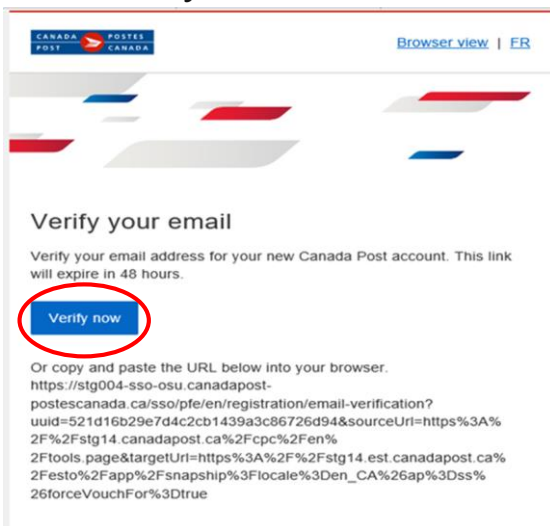 CANADA POSTES
POST CANADA
Browser view | FR
Verify your email
Verify your email address for your new Canada Post account. This link
will expire in 48 hours.
Verify now
Or copy and paste the URL below into your browser.
https://stg004-sso-osu.canadapost-
postescanada.ca/sso/pfe/en/registration/email-verification?
uuid=521d16b29e7d4c2cb1439a3c86726d94&sourceUrl=https%3A%
2F%2Fstg14.canadapost.ca%2Fcpc%2Fen%
2Ftools.page&targetUrl=https%3A%2F%2Fstg14.est.canadapost.ca%
2Festo%2Fapp%2Fsnapship%3Flocale%3Den_CA%26ap%3Dss%
26forceVouchFor%3Dtrue